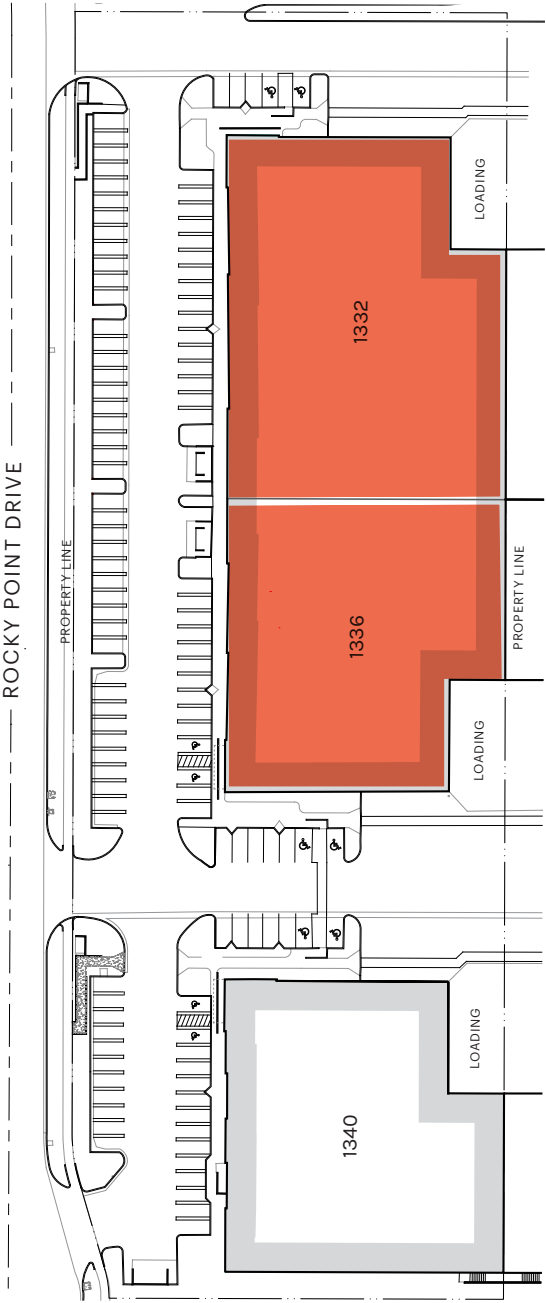 LOADING
1332
ROCKY POINT DRIVE
PROPERTY LINE
PROPERTY LINE
1336
LOADING
LOADING
1340